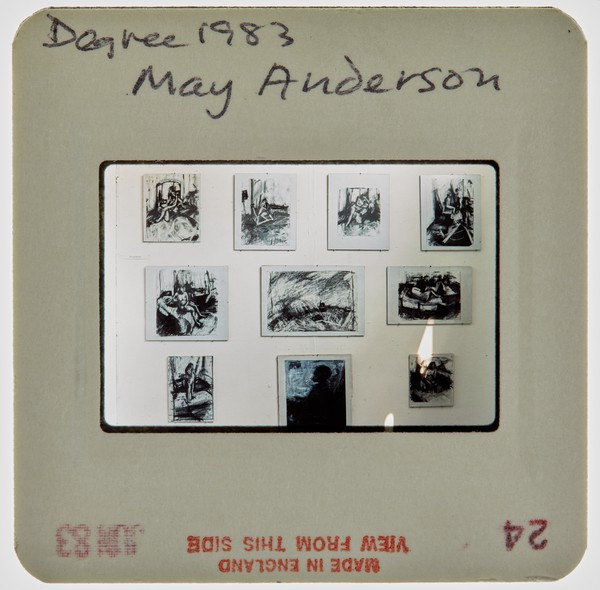 Degree 1983
May Anderson
JUN 83
24
VIEW FROM THIS SIDE
MADE IN ENGLAND